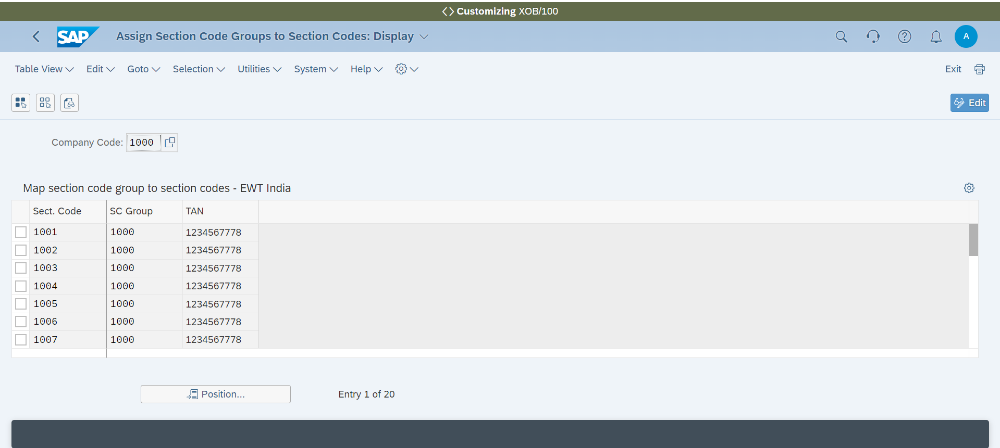 Customizing XOB/100
SAP Assign Section Code Groups to Section Codes: Display A
Table View Edit Goto Selection Utilities System Help Exit
Edit
Company Code: 1000
Map section code group to section codes - EWT India
Sect. Code SC Group TAN
1001 1000 1234567778
1002 1000 1234567778
1003 1000 1234567778
1004 1000 1234567778
1005 1000 1234567778
1006 1000 1234567778
1007 1000 1234567778
Position... Entry 1 of 20